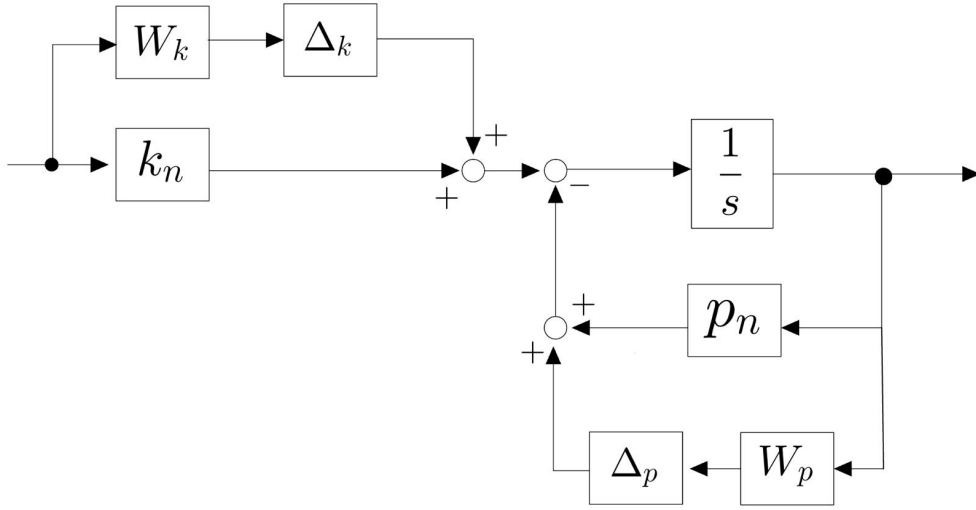 W_k
Δ_k
+
k_n
+
−
1
s
p_n
+
+
Δ_p
W_p